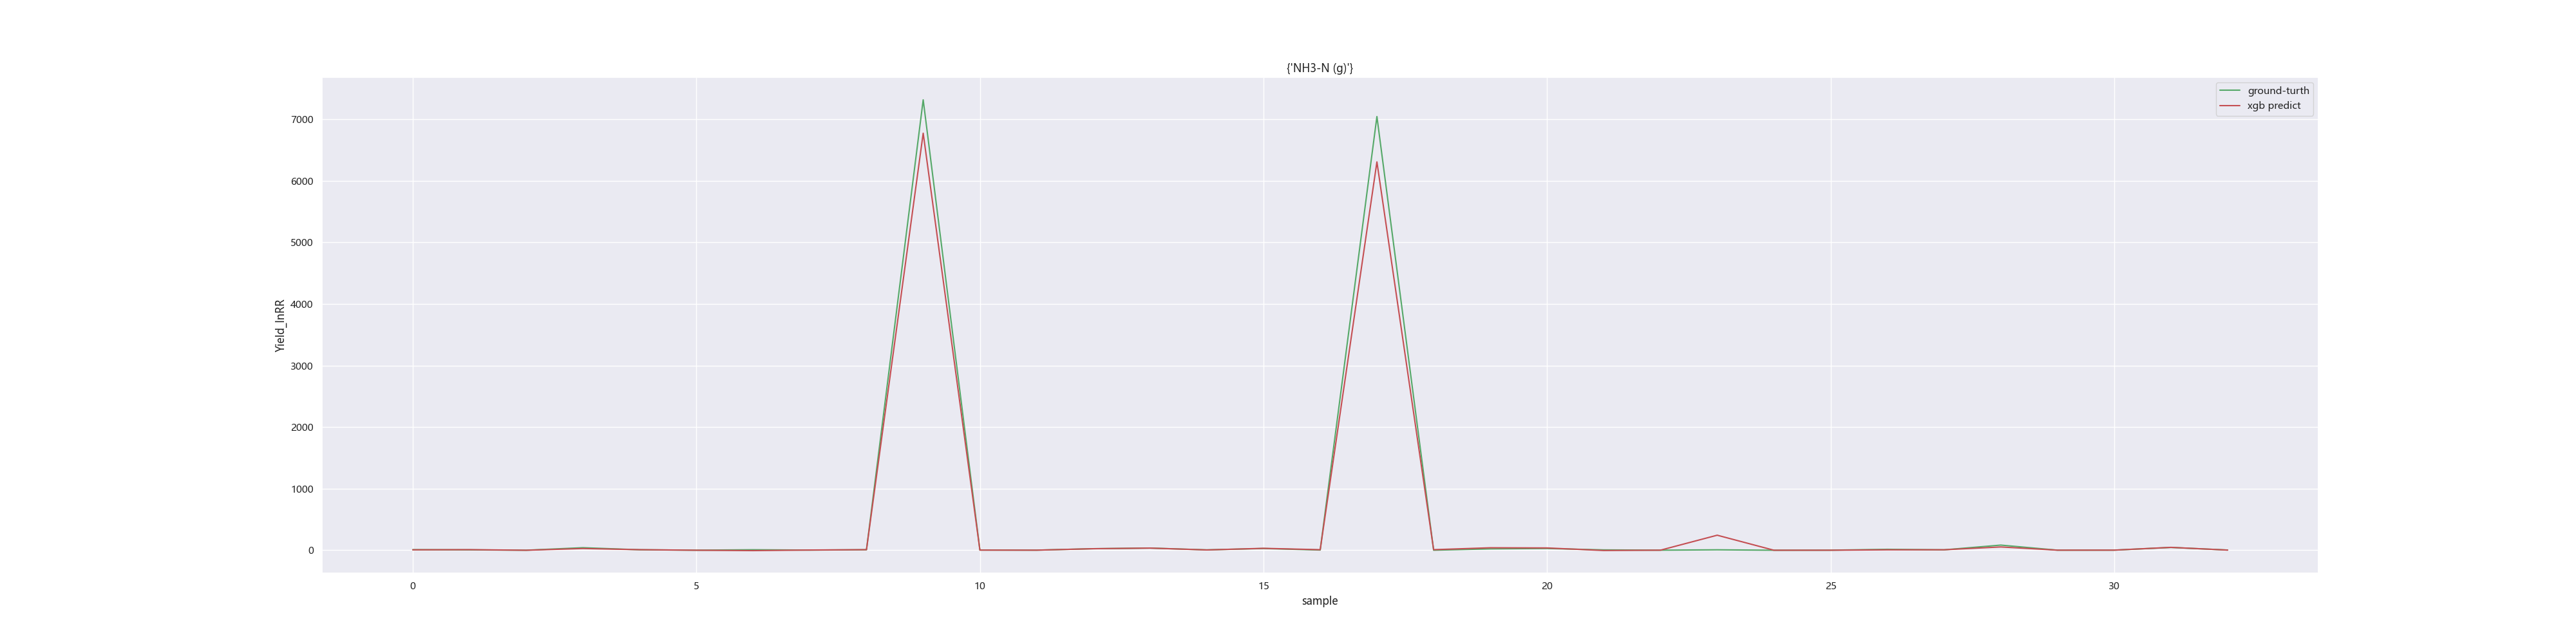 {'NH3-N (g)'}
ground-turth
xgb predict
7000
6000
5000
4000
3000
2000
1000
0
Yield_lnRR
0 5 10 15 20 25 30
sample